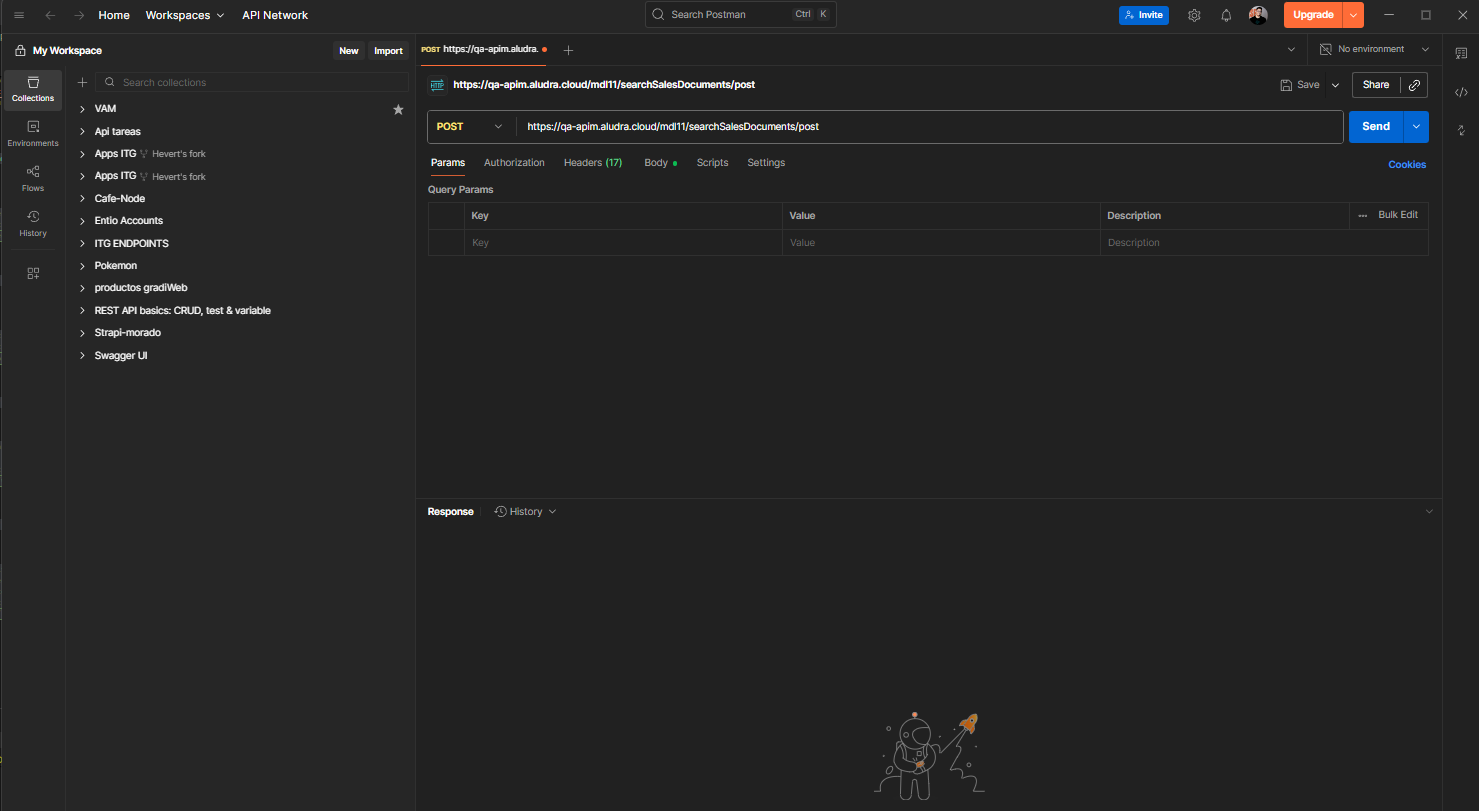 Home Workspaces API Network Search Postman Ctrl K Invite Upgrade
My Workspace New Import POST https://qa-apim.aludra. No environment
Collections
Environments
Flows
History
Search collections
VAM
Api tareas
Apps ITG Hevert's fork
Apps ITG Hevert's fork
Cafe-Node
Entio Accounts
ITG ENDPOINTS
Pokemon
productos gradiWeb
REST API basics: CRUD, test & variable
Strapi-morado
Swagger UI
HTTP https://qa-apim.aludra.cloud/mdl11/searchSalesDocuments/post Save Share
POST https://qa-apim.aludra.cloud/mdl11/searchSalesDocuments/post Send
Params Authorization Headers (17) Body Scripts Settings Cookies
Query Params
Key Value Description Bulk Edit
Key Value Description
Response History